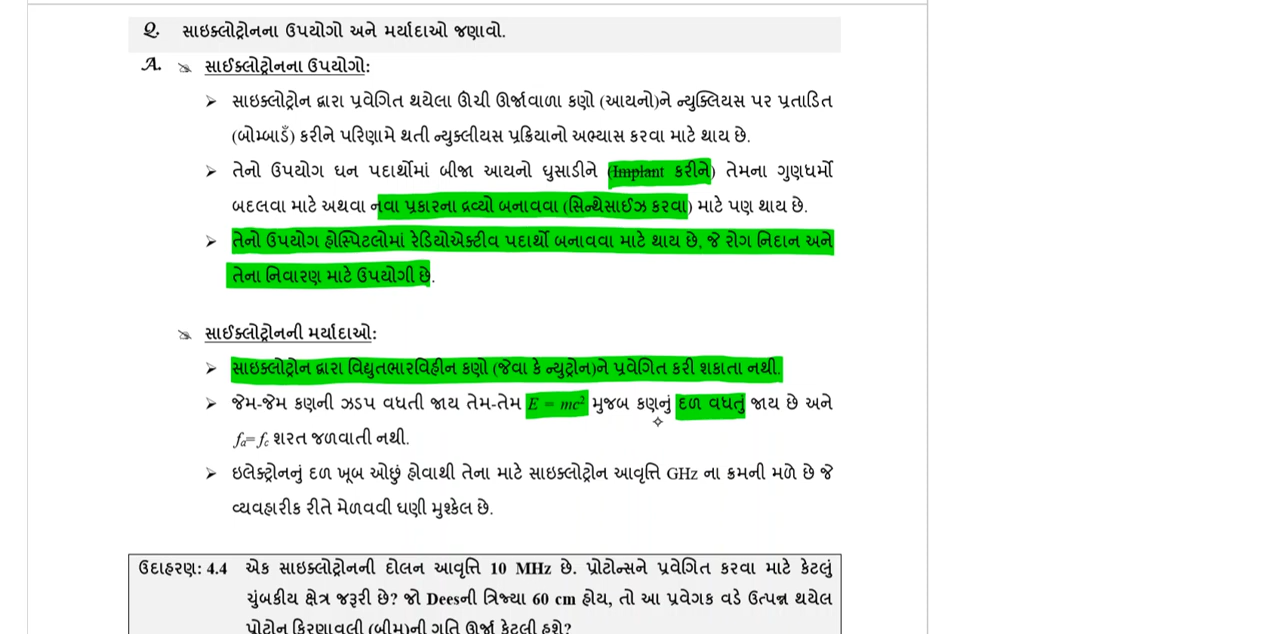 Q. સાઇક્લોટ્રોનના ઉપયોગો અને મર્યાદાઓ જણાવો.
A. સાઈક્લોટ્રોનના ઉપયોગો:
➢ સાઇક્લોટ્રોન દ્વારા પ્રવેગિત થયેલા ઊંચી ઊર્જાવાળા કણો (આયનો)ને ન્યુક્લિયસ પર પ્રતાડિત
(બોમ્બાર્ડ) કરીને પરિણામે થતી ન્યુક્લીયસ પ્રક્રિયાનો અભ્યાસ કરવા માટે થાય છે.
➢ તેનો ઉપયોગ ઘન પદાર્થોમાં બીજા આયનો ઘુસાડીને (Implant કરીને) તેમના ગુણધર્મો
બદલવા માટે અથવા નવા પ્રકારના દ્રવ્યો બનાવવા (સિન્થેસાઈઝ કરવા) માટે પણ થાય છે.
➢ તેનો ઉપયોગ હોસ્પિટલોમાં રેડિયોએક્ટીવ પદાર્થો બનાવવા માટે થાય છે, જે રોગ નિદાન અને
તેના નિવારણ માટે ઉપયોગી છે.
સાઈક્લોટ્રોનની મર્યાદાઓ:
➢ સાઇક્લોટ્રોન દ્વારા વિદ્યુતભારવિહીન કણો (જેવા કે ન્યુટ્રોન)ને પ્રવેગિત કરી શકાતા નથી.
➢ જેમ-જેમ કણની ઝડપ વધતી જાય તેમ-તેમ E = mc² મુજબ કણનું દળ વધતું જાય છે અને
fₐ= f꜀ શરત જળવાતી નથી.
➢ ઇલેક્ટ્રોનનું દળ ખૂબ ઓછું હોવાથી તેના માટે સાઇક્લોટ્રોન આવૃત્તિ GHz ના ક્રમની મળે છે જે
વ્યવહારીક રીતે મેળવવી ઘણી મુશ્કેલ છે.
ઉદાહરણ: 4.4 એક સાઇક્લોટ્રોનની દોલન આવૃત્તિ 10 MHz છે. પ્રોટોન્સને પ્રવેગિત કરવા માટે કેટલું
ચુંબકીય ક્ષેત્ર જરૂરી છે? જો Deesની ત્રિજ્યા 60 cm હોય, તો આ પ્રવેગક વડે ઉત્પન્ન થયેલ
પ્રોટોન કિરણાવલી (બીમ)ની ગતિ ઊર્જા કેટલી હશે?